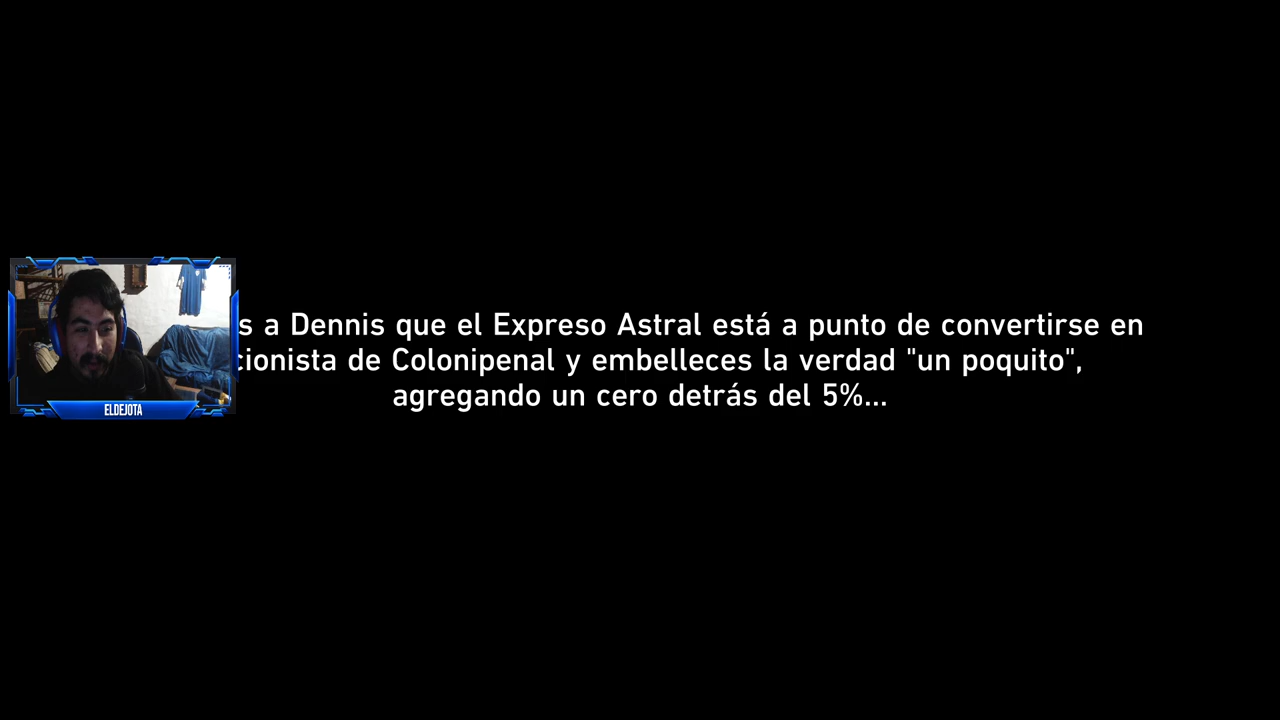 s a Dennis que el Expreso Astral está a punto de convertirse en
cionista de Colonipenal y embelleces la verdad "un poquito",
agregando un cero detrás del 5%...
ELDEJOTA